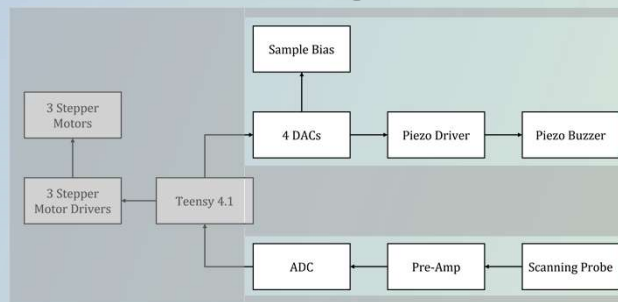 Sample Bias
3 Stepper
Motors
4 DACs
Piezo Driver
Piezo Buzzer
3 Stepper
Motor Drivers
Teensy 4.1
ADC
Pre-Amp
Scanning Probe